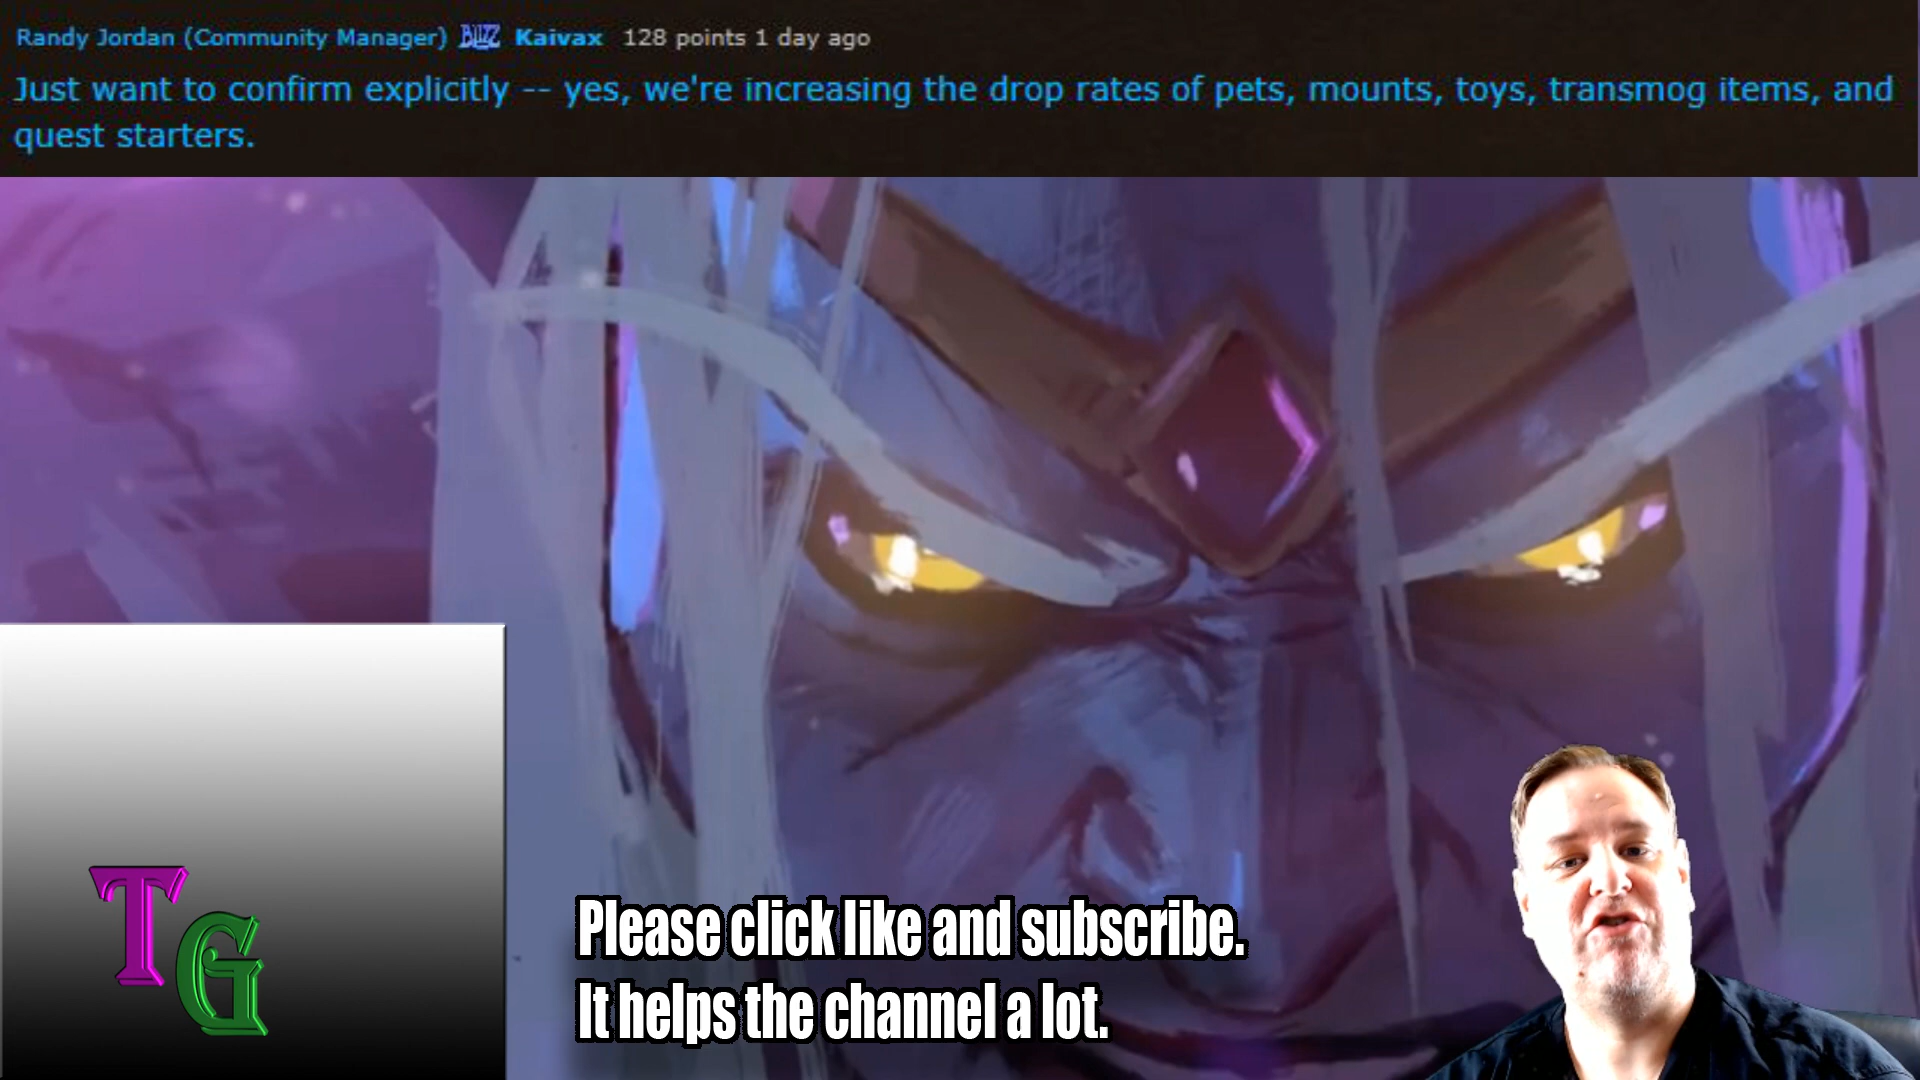 Randy Jordan (Community Manager) BLIZZ Kaivax 128 points 1 day ago
Just want to confirm explicitly -- yes, we're increasing the drop rates of pets, mounts, toys, transmog items, and
quest starters.
TG
Please click like and subscribe.
It helps the channel a lot.